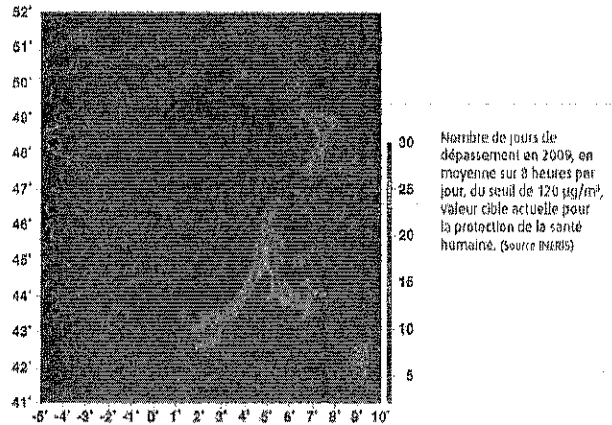 52°
51°
50°
49°
48°
47°
46°
45°
44°
43°
42°
41°
-5° -4° -3° -2° -1° 0° 1° 2° 3° 4° 5° 6° 7° 8° 9° 10°
30
25
20
15
10
5
Nombre de jours de
dépassement en 2009, en
moyenne sur 8 heures par
jour, du seuil de 120 µg/m³,
valeur cible actuelle pour
la protection de la santé
humaine. (Source INERIS)